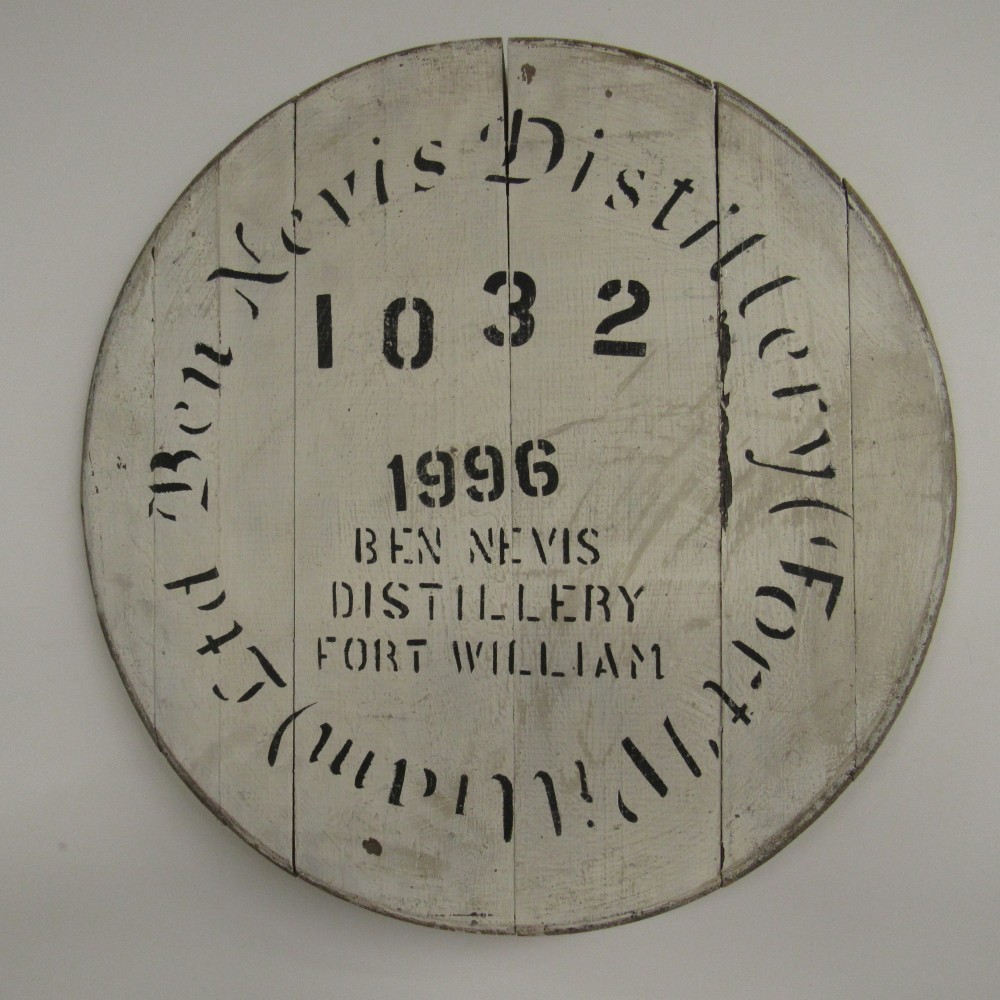 Ben Nevis Distillery (Fort William) Ltd
1032
1996
BEN NEVIS
DISTILLERY
FORT WILLIAM